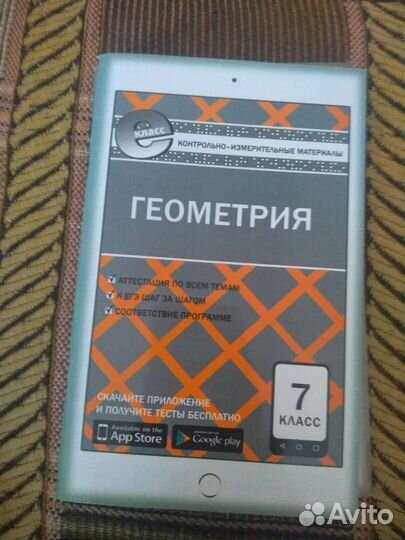 е
класс
КОНТРОЛЬНО-ИЗМЕРИТЕЛЬНЫЕ МАТЕРИАЛЫ
ГЕОМЕТРИЯ
АТТЕСТАЦИЯ ПО ВСЕМ ТЕМАМ
К ЕГЭ ШАГ ЗА ШАГОМ
СООТВЕТСТВИЕ ПРОГРАММЕ
7
КЛАСС
СКАЧАЙТЕ ПРИЛОЖЕНИЕ
И ПОЛУЧИТЕ ТЕСТЫ БЕСПЛАТНО
Available on the
App Store
Google play
Avito